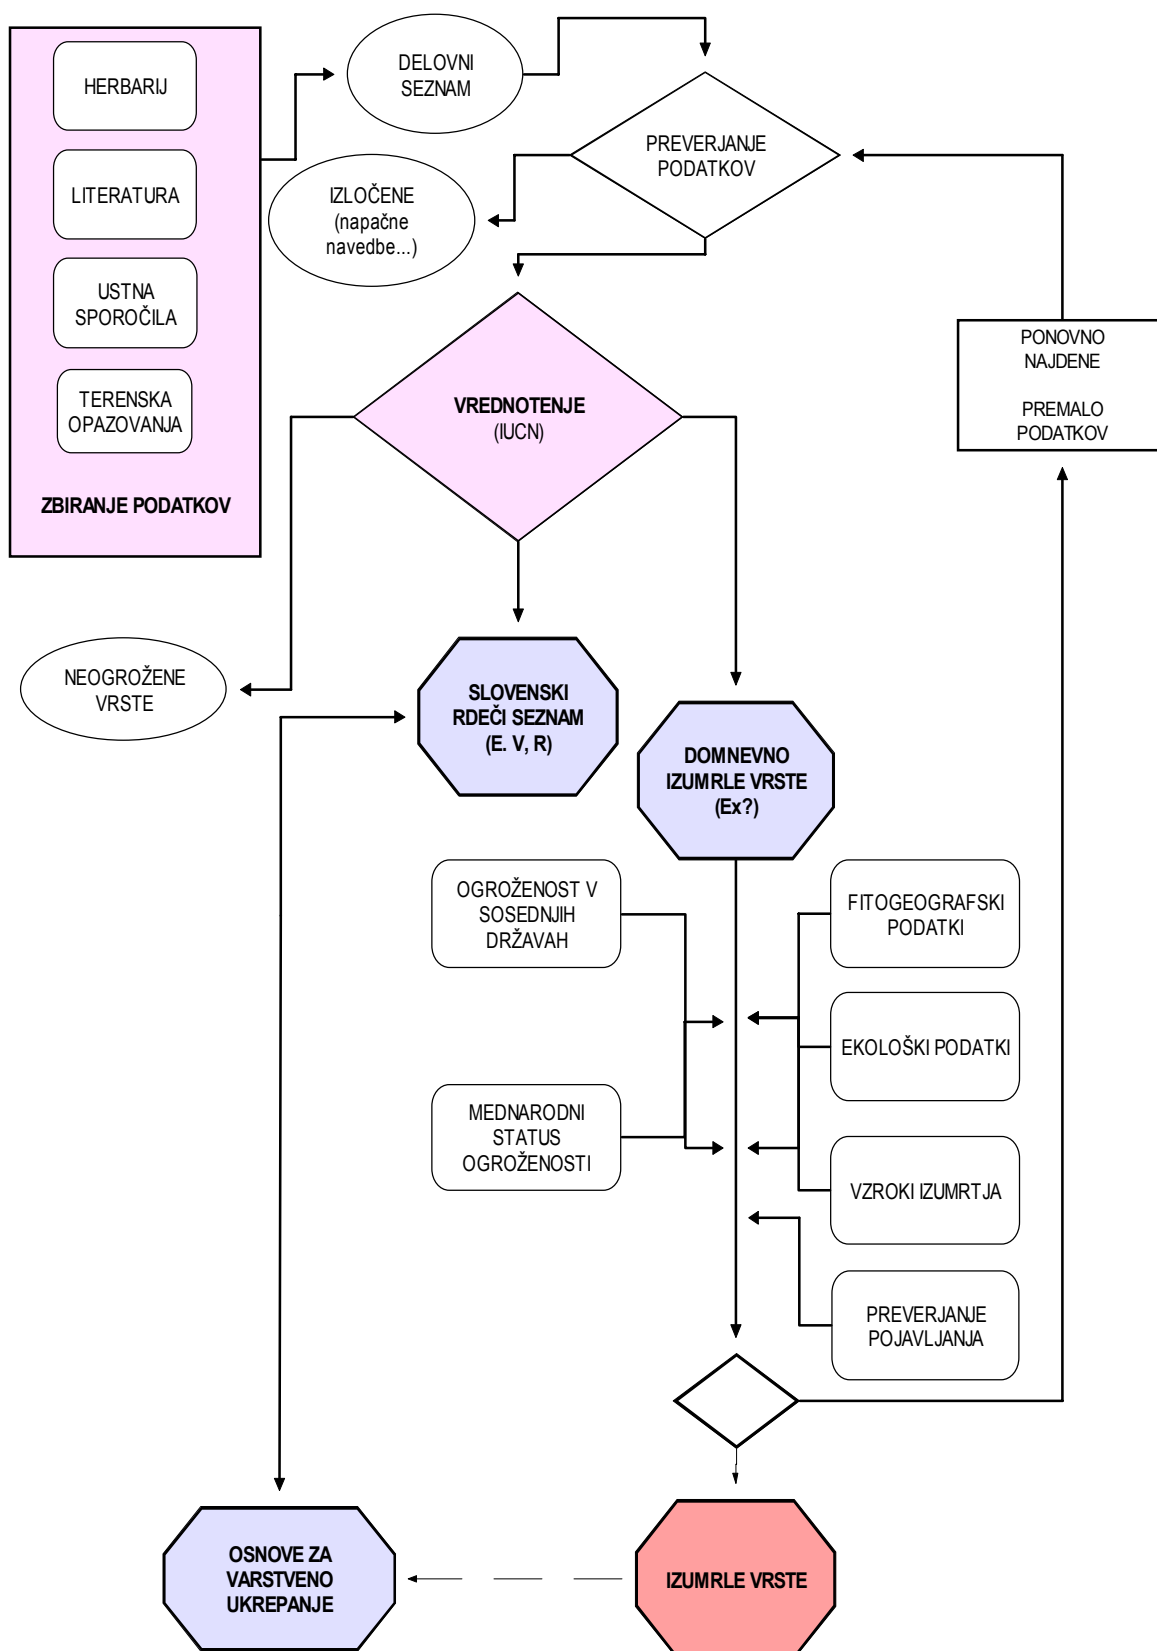 HERBARIJ
LITERATURA
USTNA
SPOROČILA
TERENSKA
OPAZOVANJA
ZBIRANJE PODATKOV
DELOVNI
SEZNAM
PREVERJANJE
PODATKOV
IZLOČENE
(napačne
navedbe...)
VREDNOTENJE
(IUCN)
PONOVNO
NAJDENE
PREMALO
PODATKOV
NEOGROŽENE
VRSTE
SLOVENSKI
RDEČI SEZNAM
(E. V, R)
DOMNEVNO
IZUMRLE VRSTE
(Ex?)
OGROŽENOST V
SOSEDNJIH
DRŽAVAH
FITOGEOGRAFSKI
PODATKI
EKOLOŠKI PODATKI
MEDNARODNI
STATUS
OGROŽENOSTI
VZROKI IZUMRTJA
PREVERJANJE
POJAVLJANJA
OSNOVE ZA
VARSTVENO
UKREPANJE
IZUMRLE VRSTE